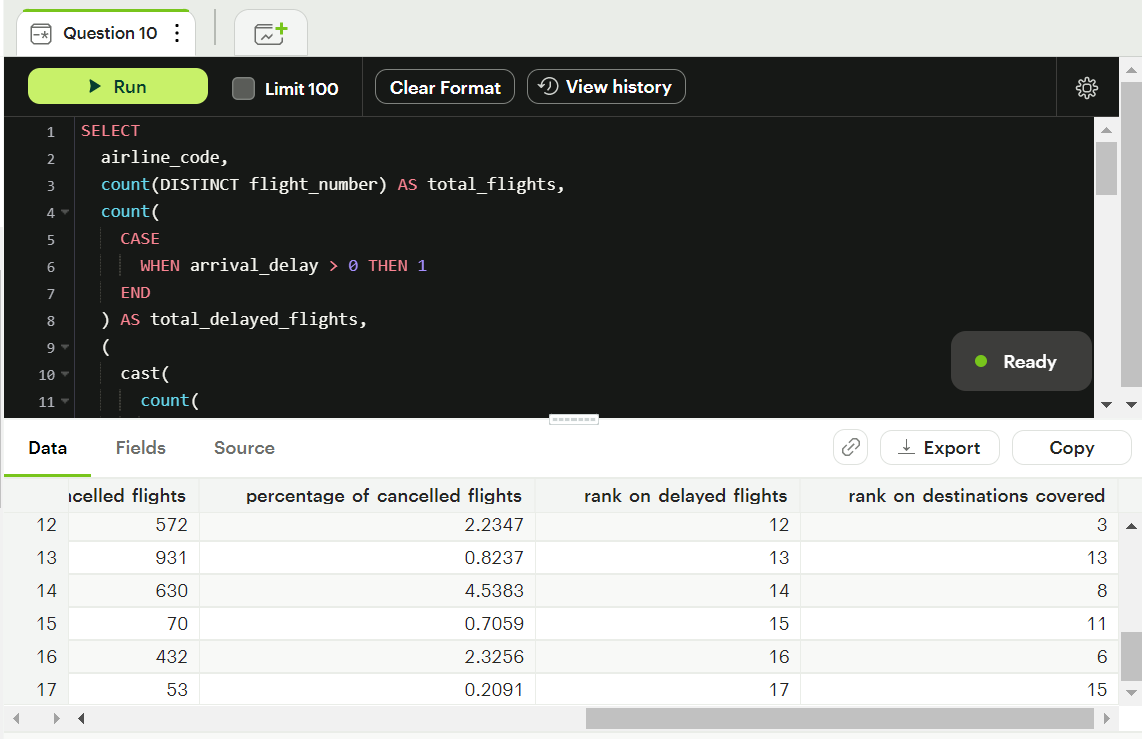 Question 10
Run
Limit 100
Clear Format
View history
1 SELECT
2 airline_code,
3 count(DISTINCT flight_number) AS total_flights,
4 count(
5 CASE
6 WHEN arrival_delay > 0 THEN 1
7 END
8 ) AS total_delayed_flights,
9 (
10 cast(
11 count(
Ready
Data Fields Source Export Copy
ncelled flights percentage of cancelled flights rank on delayed flights rank on destinations covered
12 572 2.2347 12 3
13 931 0.8237 13 13
14 630 4.5383 14 8
15 70 0.7059 15 11
16 432 2.3256 16 6
17 53 0.2091 17 15